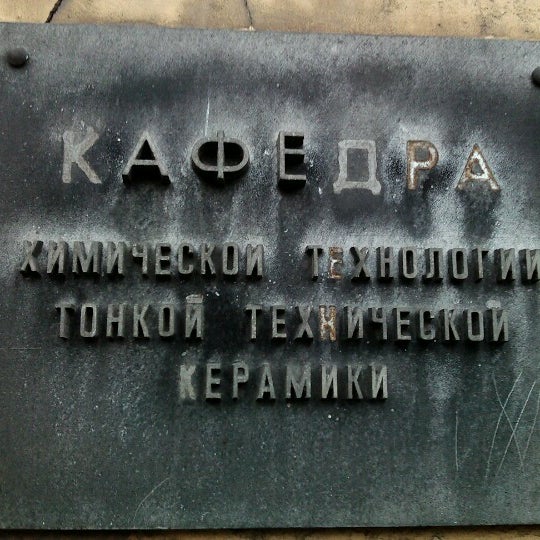 КАФЕДРА
ХИМИЧЕСКОЙ ТЕХНОЛОГИИ
ТОНКОЙ ТЕХНИЧЕСКОЙ
КЕРАМИКИ